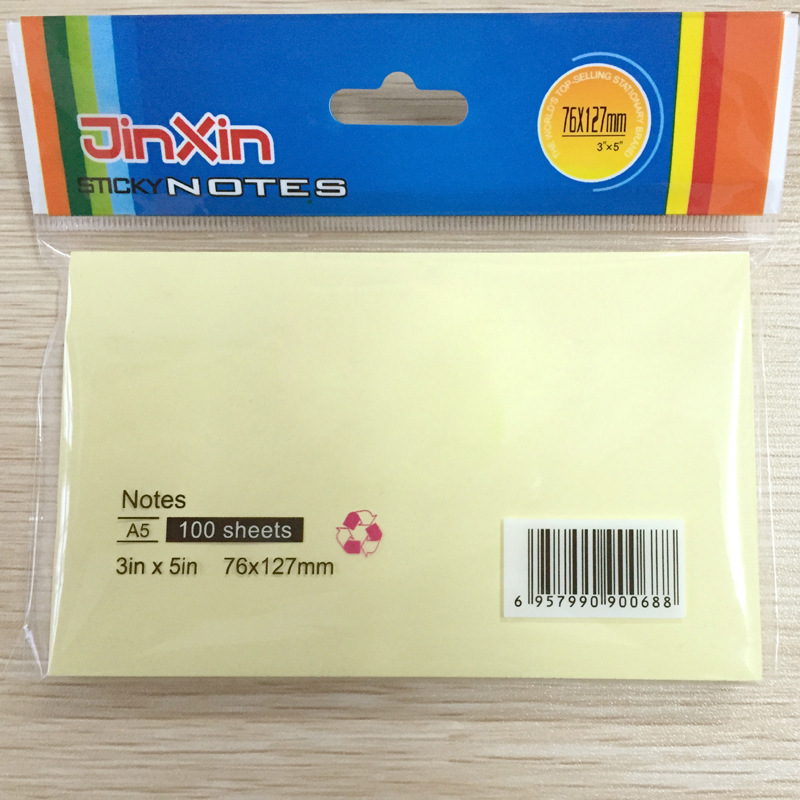 JinXin
STICKY NOTES
THE WORLD'S TOP-SELLING STATIONARY BRAND
76X127mm
3"×5"
Notes
A5 100 sheets
3in x 5in 76x127mm
6 957990 900688